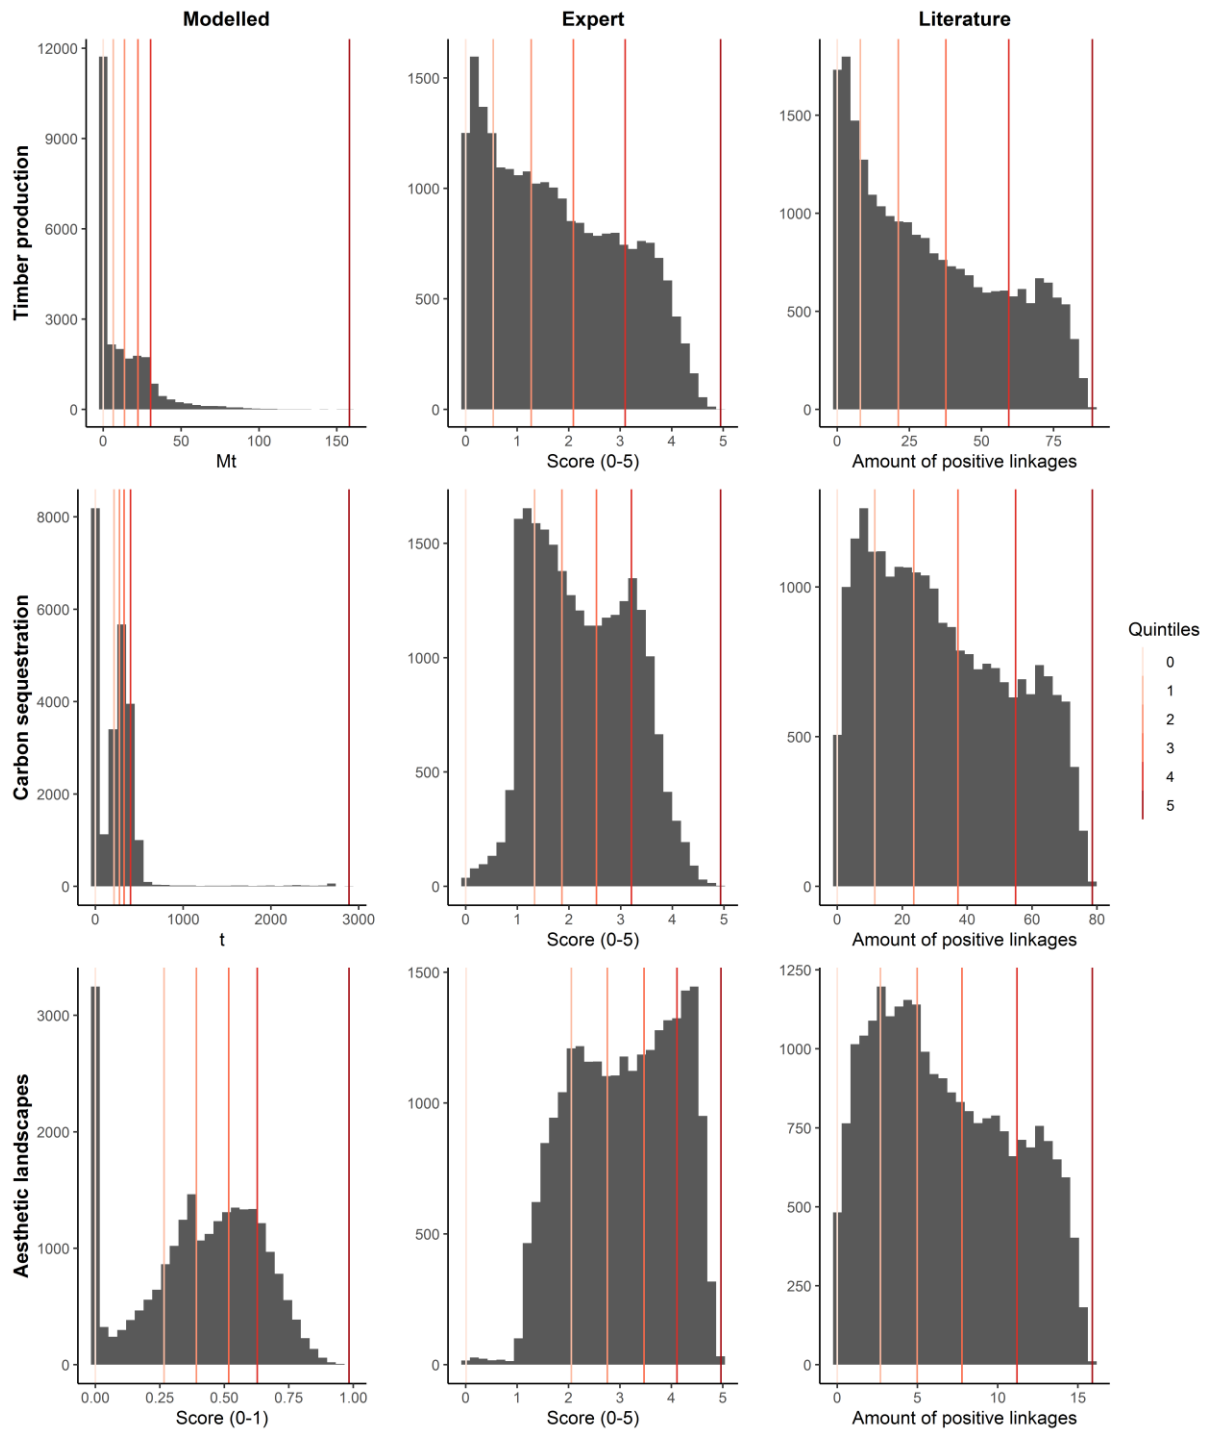 Modelled Expert Literature
Timber production
12000
9000
6000
3000
0
0 50 100 150
Mt
1500
1000
500
0
0 1 2 3 4 5
Score (0-5)
1500
1000
500
0
0 25 50 75
Amount of positive linkages
Carbon sequestration
8000
6000
4000
2000
0
0 1000 2000 3000
t
1500
1000
500
0
0 1 2 3 4 5
Score (0-5)
1000
500
0
0 20 40 60 80
Amount of positive linkages
Quintiles
0
1
2
3
4
5
Aesthetic landscapes
3000
2000
1000
0
0.00 0.25 0.50 0.75 1.00
Score (0-1)
1500
1000
500
0
0 1 2 3 4 5
Score (0-5)
1250
1000
750
500
250
0
0 5 10 15
Amount of positive linkages